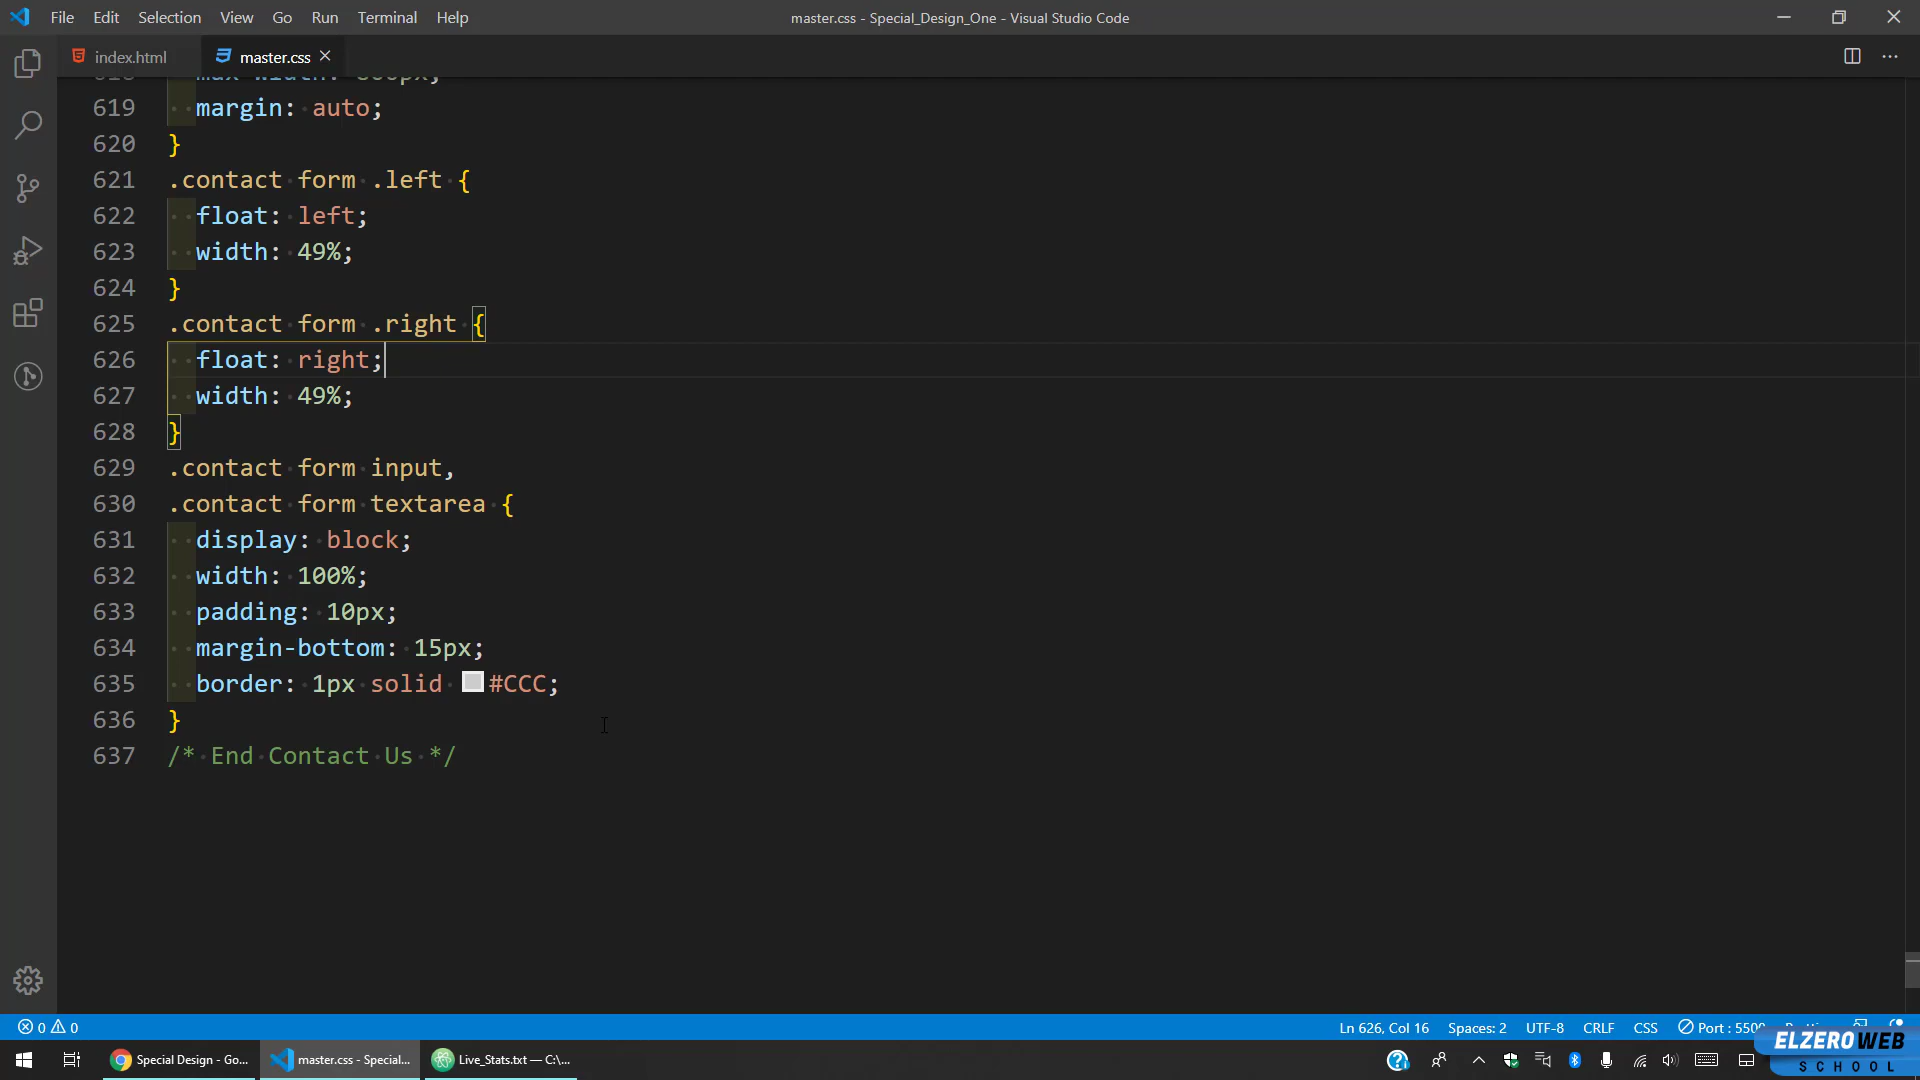 File Edit Selection View Go Run Terminal Help
master.css - Special_Design_One - Visual Studio Code
index.html
master.css
619 margin: auto;
620 }
621 .contact form .left {
622 float: left;
623 width: 49%;
624 }
625 .contact form .right {
626 float: right;
627 width: 49%;
628 }
629 .contact form input,
630 .contact form textarea {
631 display: block;
632 width: 100%;
633 padding: 10px;
634 margin-bottom: 15px;
635 border: 1px solid #CCC;
636 }
637 /* End Contact Us */
0 0
Ln 626, Col 16 Spaces: 2 UTF-8 CRLF CSS Port : 5500
Special Design - Go...
master.css - Special...
Live_Stats.txt — C:\...
ELZEROWEB
SCHOOL